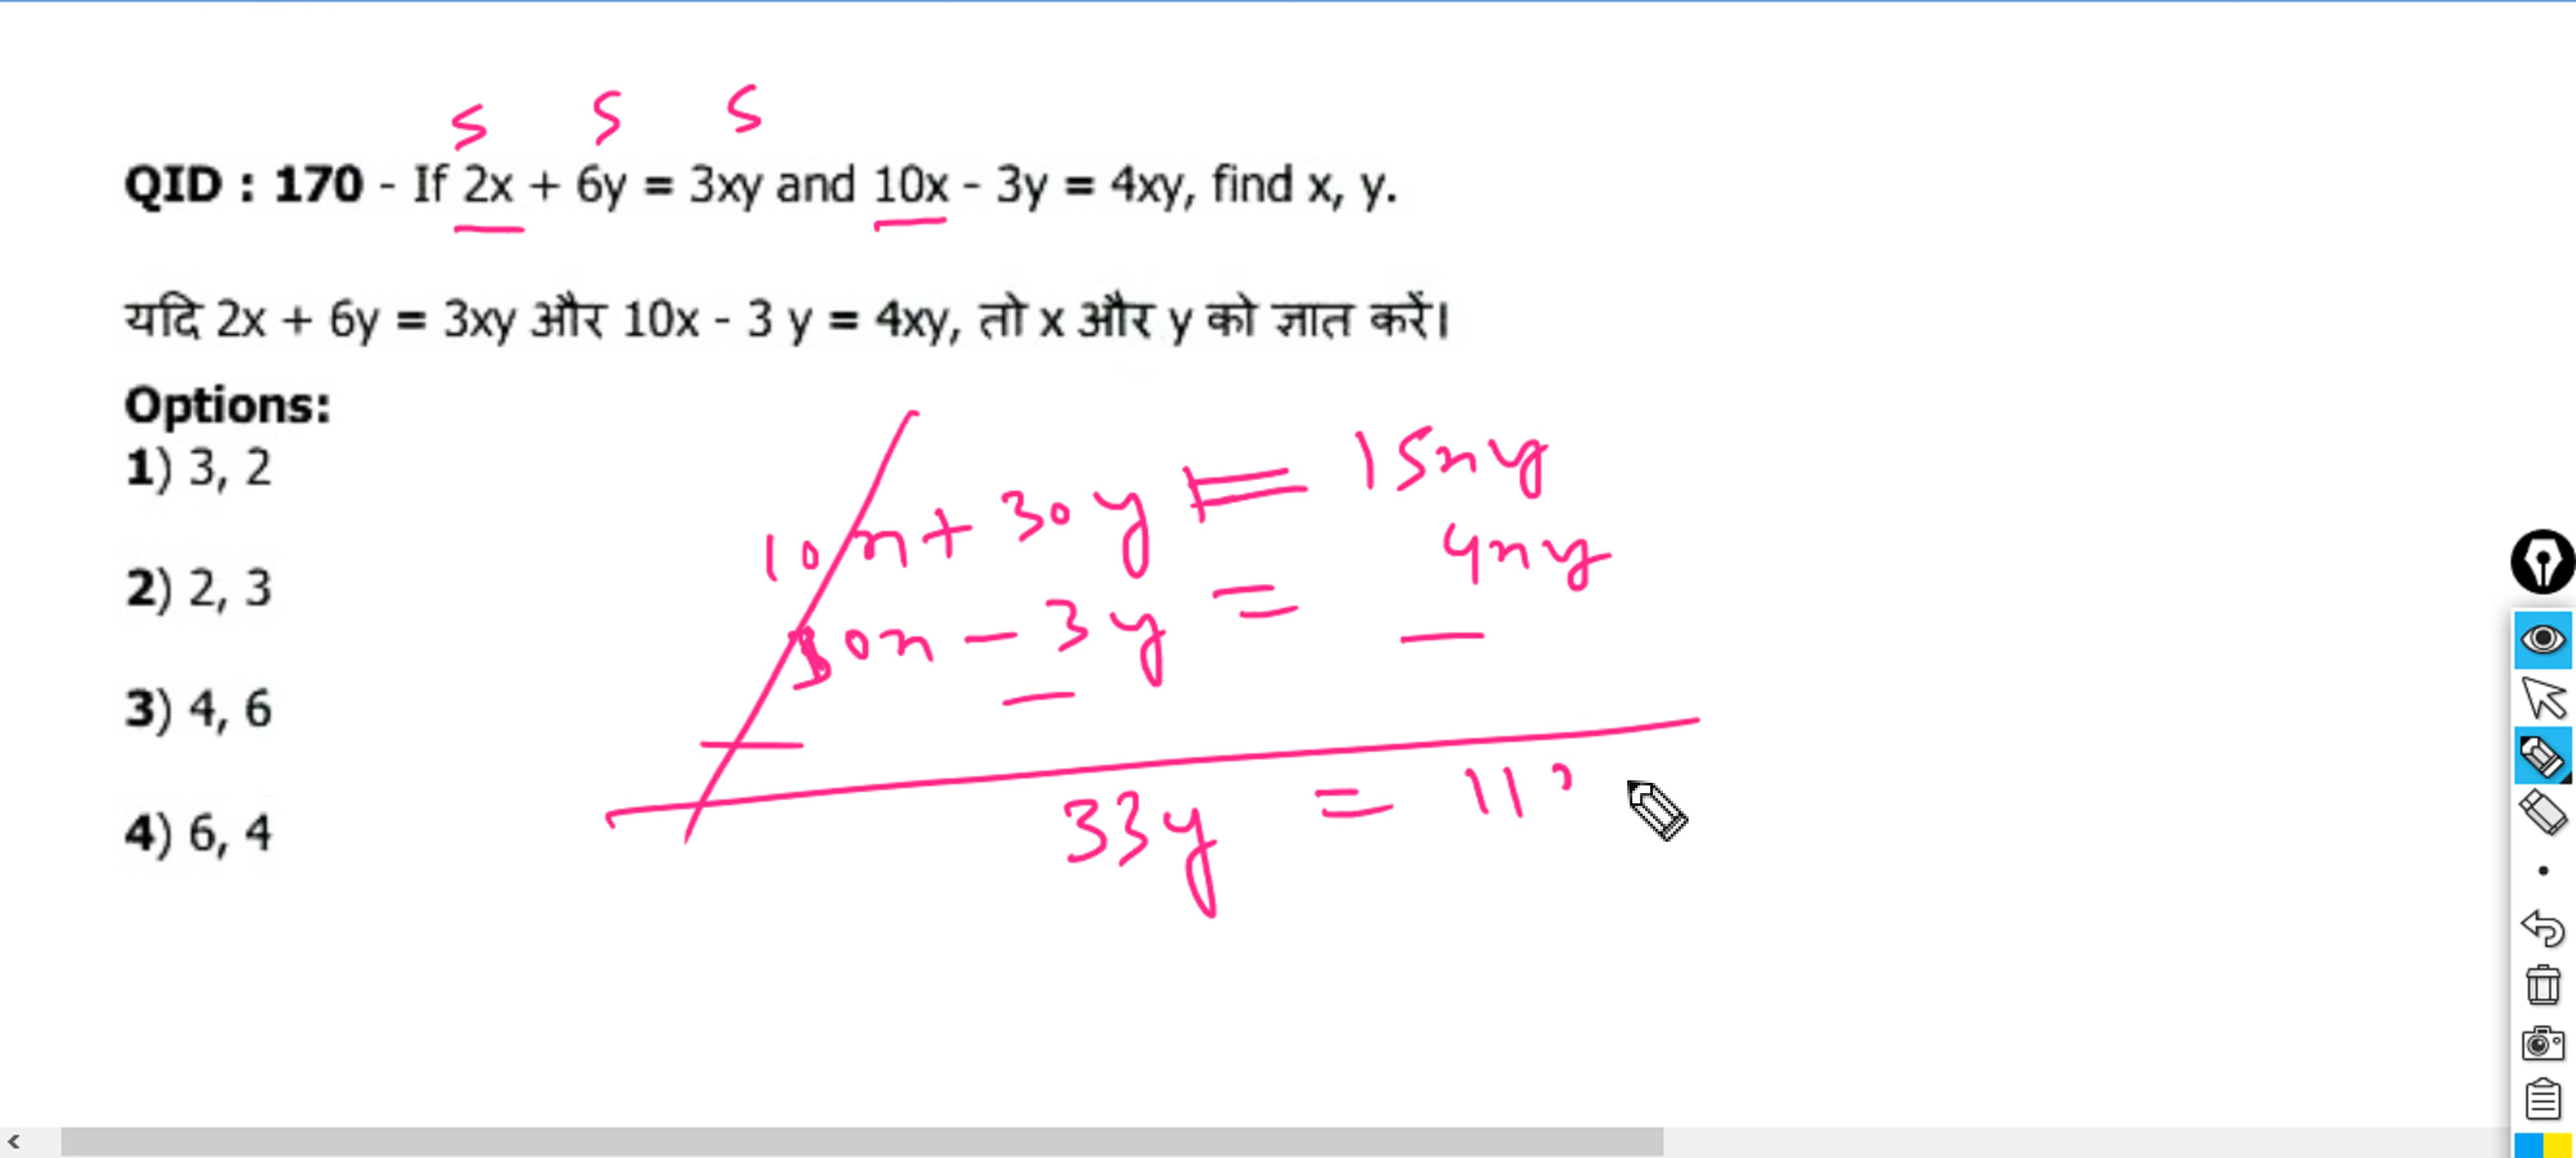 5 5 5
QID : 170 - If 2x + 6y = 3xy and 10x - 3y = 4xy, find x, y.
यदि 2x + 6y = 3xy और 10x - 3 y = 4xy, तो x और y को ज्ञात करें।
Options:
1) 3, 2
2) 2, 3
3) 4, 6
4) 6, 4
10x + 30y = 15xy
10x - 3y = 4xy
- - -
33y = 11